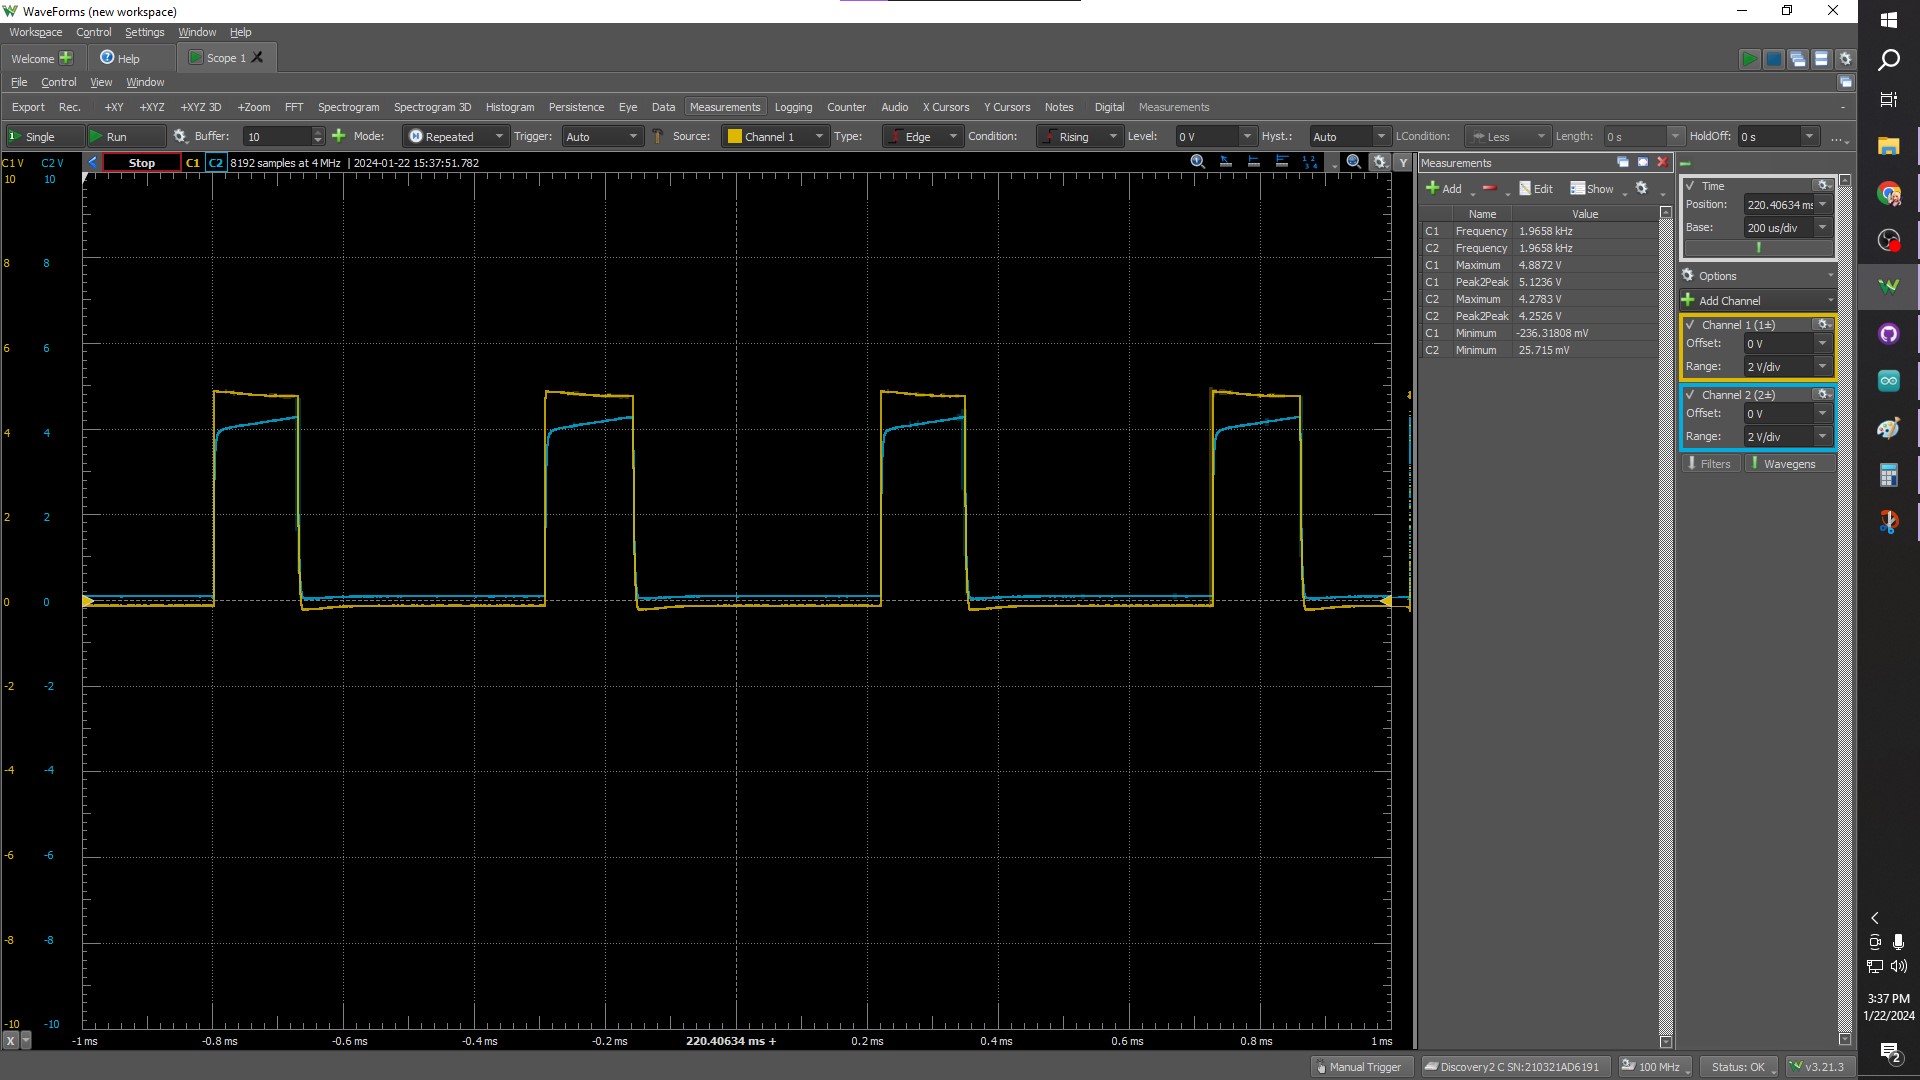 WaveForms (new workspace)
Workspace Control Settings Window Help
Welcome Help Scope 1
File Control View Window
Export Rec. +XY +XYZ +XYZ 3D +Zoom FFT Spectrogram Spectrogram 3D Histogram Persistence Eye Data Measurements Logging Counter Audio X Cursors Y Cursors Notes Digital Measurements -
Single Run Buffer: 10 Mode: Repeated Trigger: Auto Source: Channel 1 Type: Edge Condition: Rising Level: 0 V Hyst.: Auto LCondition: Less Length: 0 s HoldOff: 0 s ...
C1 V C2 V Stop C1 C2 8192 samples at 4 MHz | 2024-01-22 15:37:51.782 Y
10 10
8 8
6 6
4 4
2 2
0 0
-2 -2
-4 -4
-6 -6
-8 -8
-10 -10
X -1 ms -0.8 ms -0.6 ms -0.4 ms -0.2 ms 220.40634 ms + 0.2 ms 0.4 ms 0.6 ms 0.8 ms 1 ms
Measurements
Add Edit Show
Name Value
C1 Frequency 1.9658 kHz
C2 Frequency 1.9658 kHz
C1 Maximum 4.8872 V
C1 Peak2Peak 5.1236 V
C2 Maximum 4.2783 V
C2 Peak2Peak 4.2526 V
C1 Minimum -236.31808 mV
C2 Minimum 25.715 mV
Time
Position: 220.40634 ms
Base: 200 us/div
Options
Add Channel
Channel 1 (1±)
Offset: 0 V
Range: 2 V/div
Channel 2 (2±)
Offset: 0 V
Range: 2 V/div
Filters Wavegens
Manual Trigger Discovery2 C SN:210321AD6191 100 MHz Status: OK v3.21.3
3:37 PM
1/22/2024
2